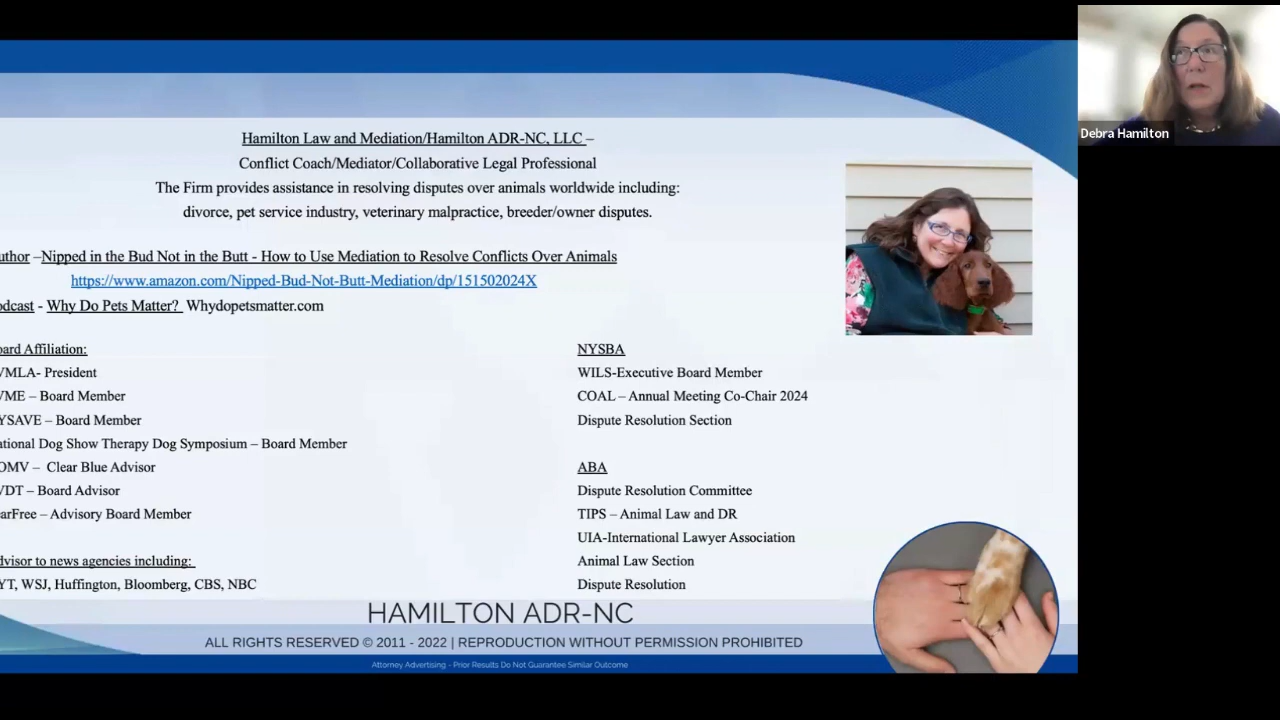 Hamilton Law and Mediation/Hamilton ADR-NC, LLC –
Conflict Coach/Mediator/Collaborative Legal Professional
The Firm provides assistance in resolving disputes over animals worldwide including:
divorce, pet service industry, veterinary malpractice, breeder/owner disputes.
uthor –Nipped in the Bud Not in the Butt - How to Use Mediation to Resolve Conflicts Over Animals
https://www.amazon.com/Nipped-Bud-Not-Butt-Mediation/dp/151502024X
odcast - Why Do Pets Matter? Whydopetsmatter.com
ard Affiliation:
VMLA- President
VME – Board Member
YSAVE – Board Member
ational Dog Show Therapy Dog Symposium – Board Member
OMV – Clear Blue Advisor
VDT – Board Advisor
arFree – Advisory Board Member
dvisor to news agencies including:
YT, WSJ, Huffington, Bloomberg, CBS, NBC
NYSBA
WILS-Executive Board Member
COAL – Annual Meeting Co-Chair 2024
Dispute Resolution Section
ABA
Dispute Resolution Committee
TIPS – Animal Law and DR
UIA-International Lawyer Association
Animal Law Section
Dispute Resolution
HAMILTON ADR-NC
ALL RIGHTS RESERVED © 2011 - 2022 | REPRODUCTION WITHOUT PERMISSION PROHIBITED
Attorney Advertising - Prior Results Do Not Guarantee Similar Outcome
Debra Hamilton